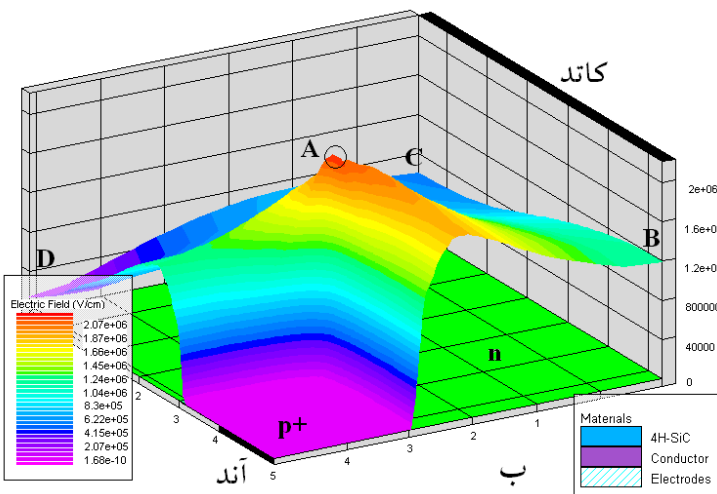 کاتد
A
C
2e+06
1.6e+0
B
1.2e+0
800000
40000
0
D
Electric Field (V/cm)
2.07e+06
1.87e+06
1.66e+06
1.45e+06
1.24e+06
1.04e+06
8.3e+05
6.22e+05
4.15e+05
2.07e+05
1.68e-10
n
p+
2
3
4
5
4
3
2
1
آند
ب
Materials
4H-SiC
Conductor
Electrodes